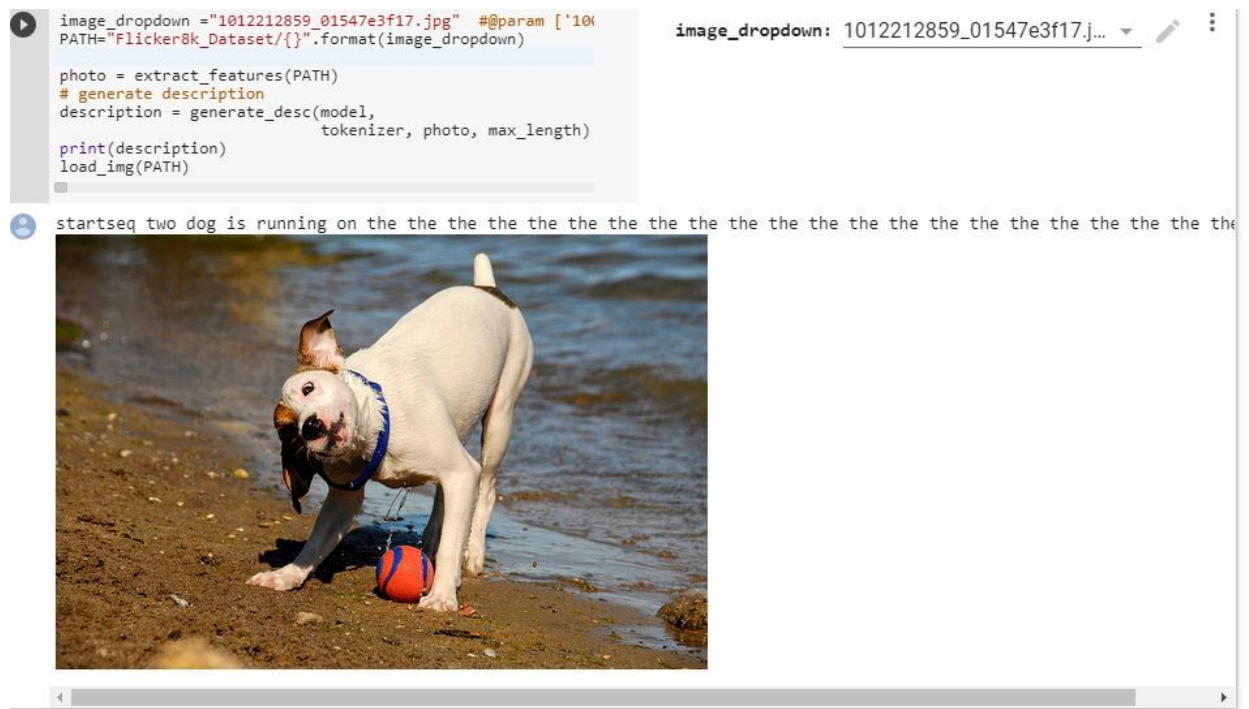 image_dropdown ="1012212859_01547e3f17.jpg"  #@param ['10
image_dropdown: 1012212859_01547e3f17.j...
PATH="Flicker8k_Dataset/{}".format(image_dropdown)
photo = extract_features(PATH)
# generate description
description = generate_desc(model,
tokenizer, photo, max_length)
print(description)
load_img(PATH)
startseq two dog is running on the the the the the the the the the the the the the the the the the the the the the the